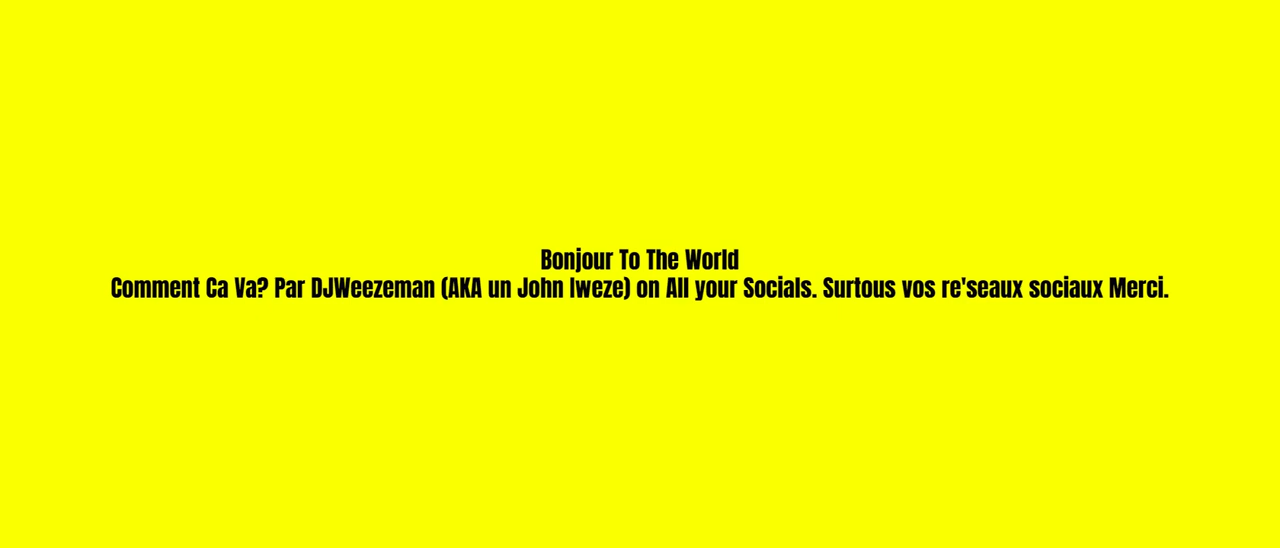 Bonjour To The World
Comment Ca Va? Par DJWeezeman (AKA un John Iweze) on All your Socials. Surtous vos re'seaux sociaux Merci.